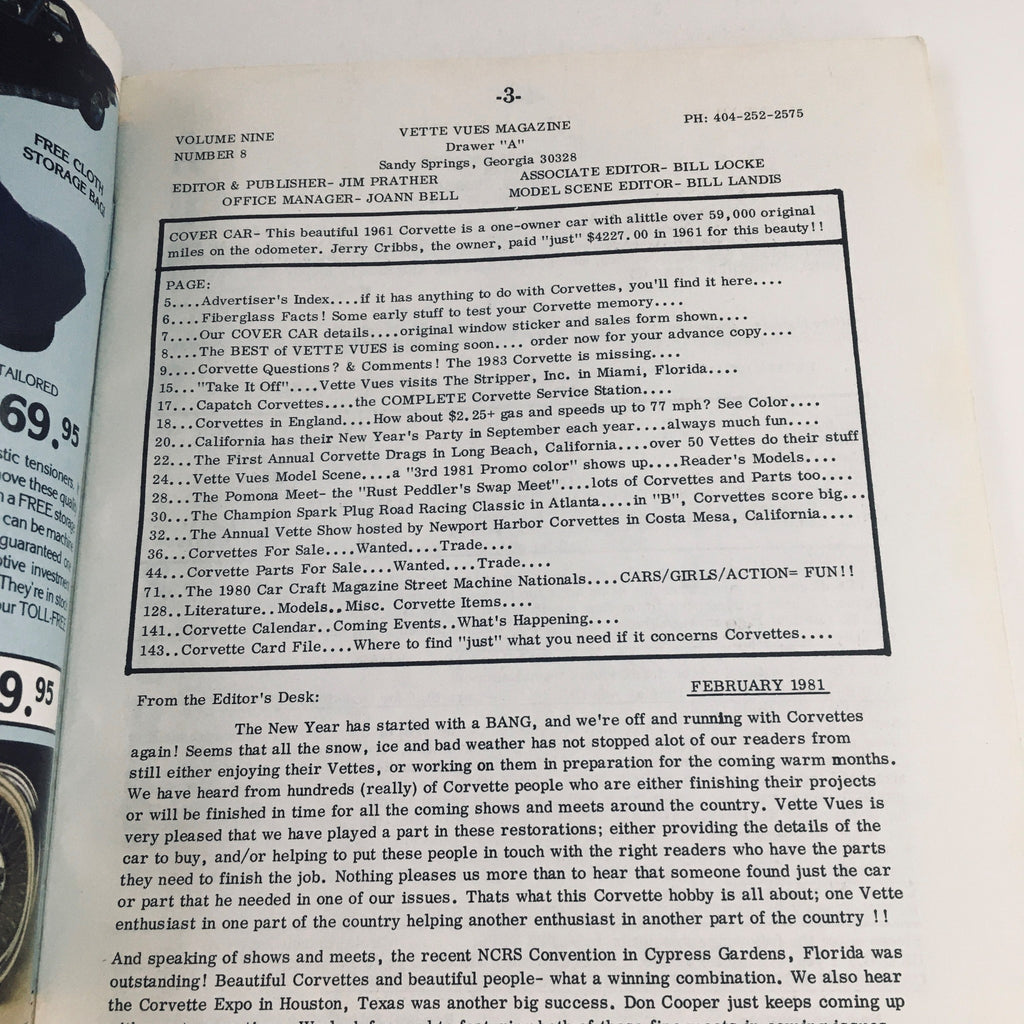 FREE CLOTH
STORAGE BAG
TAILORED
69.95
tensioners
ove these
a FREE
can be
guaranteed
investment
They're in stock
our TOLL-FREE
9.95
-3-
VOLUME NINE
NUMBER 8
VETTE VUES MAGAZINE
Drawer "A"
Sandy Springs, Georgia 30328
PH: 404-252-2575
EDITOR & PUBLISHER- JIM PRATHER
ASSOCIATE EDITOR- BILL LOCKE
OFFICE MANAGER- JOANN BELL
MODEL SCENE EDITOR- BILL LANDIS
COVER CAR- This beautiful 1961 Corvette is a one-owner car with alittle over 59,000 original
miles on the odometer. Jerry Cribbs, the owner, paid "just" $4227.00 in 1961 for this beauty!!
PAGE:
5....Advertiser's Index....if it has anything to do with Corvettes, you'll find it here....
6....Fiberglass Facts! Some early stuff to test your Corvette memory....
7....Our COVER CAR details....original window sticker and sales form shown....
8....The BEST of VETTE VUES is coming soon.... order now for your advance copy....
9....Corvette Questions? & Comments! The 1983 Corvette is missing....
15..."Take It Off"....Vette Vues visits The Stripper, Inc. in Miami, Florida....
17...Capatch Corvettes....the COMPLETE Corvette Service Station....
18...Corvettes in England....How about $2.25+ gas and speeds up to 77 mph? See Color....
20...California has their New Year's Party in September each year....always much fun....
22...The First Annual Corvette Drags in Long Beach, California....over 50 Vettes do their stuff
24...Vette Vues Model Scene....a "3rd 1981 Promo color" shows up....Reader's Models....
28...The Pomona Meet- the "Rust Peddler's Swap Meet"....lots of Corvettes and Parts too....
30...The Champion Spark Plug Road Racing Classic in Atlanta....in "B", Corvettes score big...
32...The Annual Vette Show hosted by Newport Harbor Corvettes in Costa Mesa, California....
36...Corvettes For Sale....Wanted....Trade....
44...Corvette Parts For Sale....Wanted....Trade....
71...The 1980 Car Craft Magazine Street Machine Nationals....CARS/GIRLS/ACTION= FUN!!
128..Literature..Models..Misc. Corvette Items....
141..Corvette Calendar..Coming Events..What's Happening....
143..Corvette Card File....Where to find "just" what you need if it concerns Corvettes....
From the Editor's Desk:
FEBRUARY 1981
The New Year has started with a BANG, and we're off and running with Corvettes
again! Seems that all the snow, ice and bad weather has not stopped alot of our readers from
still either enjoying their Vettes, or working on them in preparation for the coming warm months.
We have heard from hundreds (really) of Corvette people who are either finishing their projects
or will be finished in time for all the coming shows and meets around the country. Vette Vues is
very pleased that we have played a part in these restorations; either providing the details of the
car to buy, and/or helping to put these people in touch with the right readers who have the parts
they need to finish the job. Nothing pleases us more than to hear that someone found just the car
or part that he needed in one of our issues. Thats what this Corvette hobby is all about; one Vette
enthusiast in one part of the country helping another enthusiast in another part of the country !!
And speaking of shows and meets, the recent NCRS Convention in Cypress Gardens, Florida was
outstanding! Beautiful Corvettes and beautiful people- what a winning combination. We also hear
the Corvette Expo in Houston, Texas was another big success. Don Cooper just keeps coming up